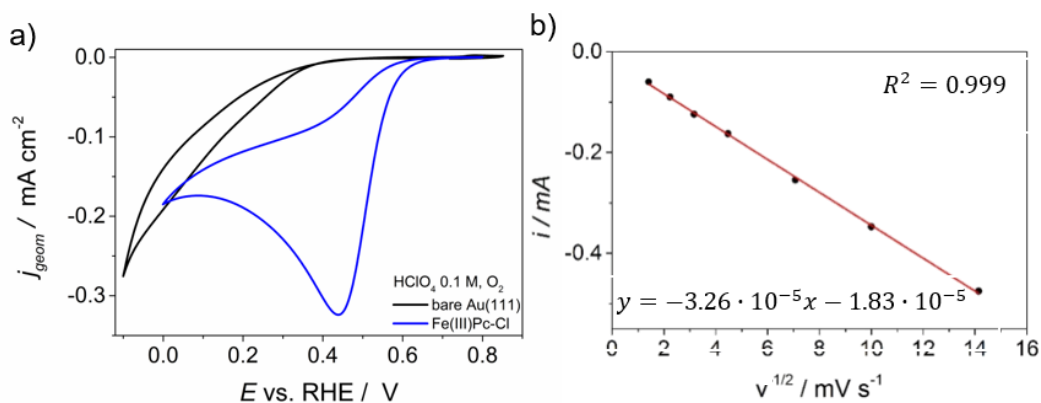 a)
0.0
-0.1
-0.2
-0.3
j_geom / mA cm⁻²
HClO₄ 0.1 M, O₂
bare Au(111)
Fe(III)Pc-Cl
0.0 0.2 0.4 0.6 0.8
E vs. RHE / V
b)
0.0
-0.2
-0.4
i / mA
R² = 0.999
y = −3.26 · 10⁻⁵x − 1.83 · 10⁻⁵
0 2 4 6 8 10 12 14 16
v^1/2 / mV s⁻¹